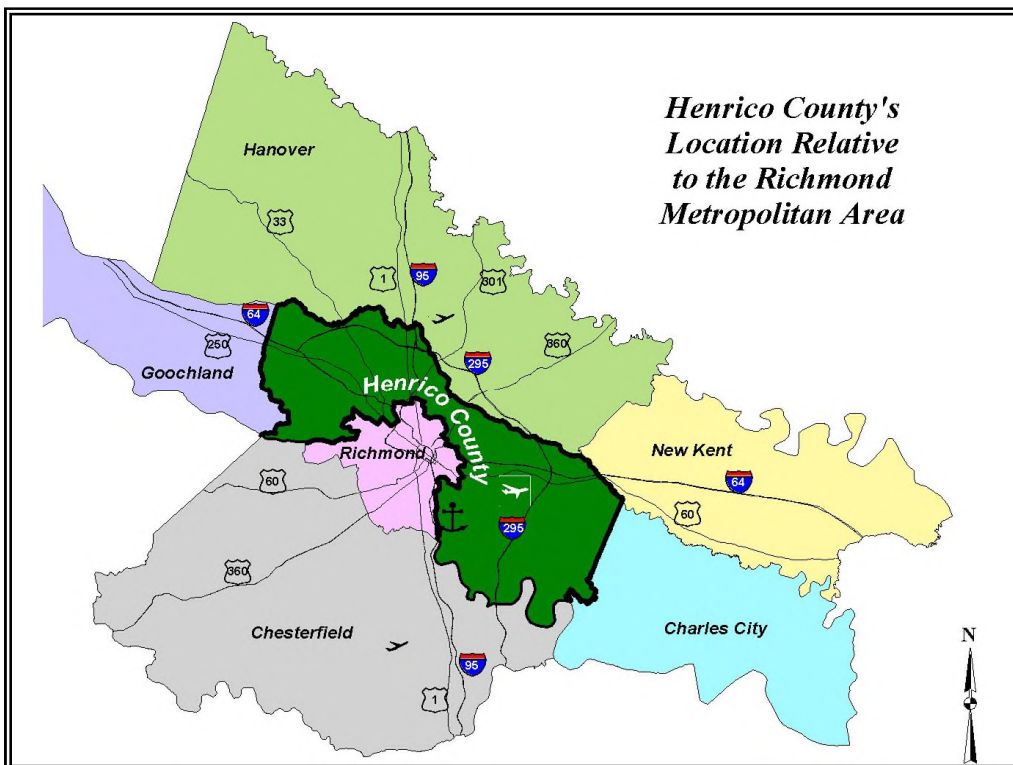 Henrico County's
Location Relative
to the Richmond
Metropolitan Area
Hanover
33
1
95
301
64
250
360
295
Goochland
Henrico County
Richmond
New Kent
60
64
60
295
360
Chesterfield
Charles City
95
1
N